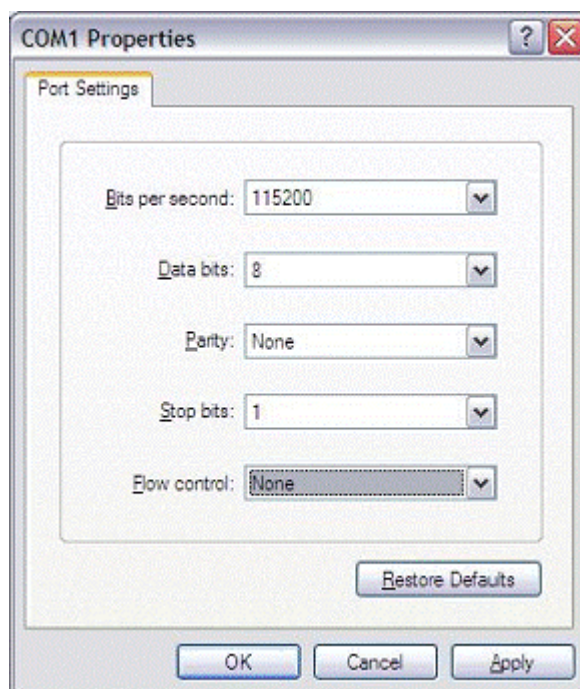 COM1 Properties
?
Port Settings
Bits per second: 115200
Data bits: 8
Parity: None
Stop bits: 1
Flow control: None
Restore Defaults
OK Cancel Apply